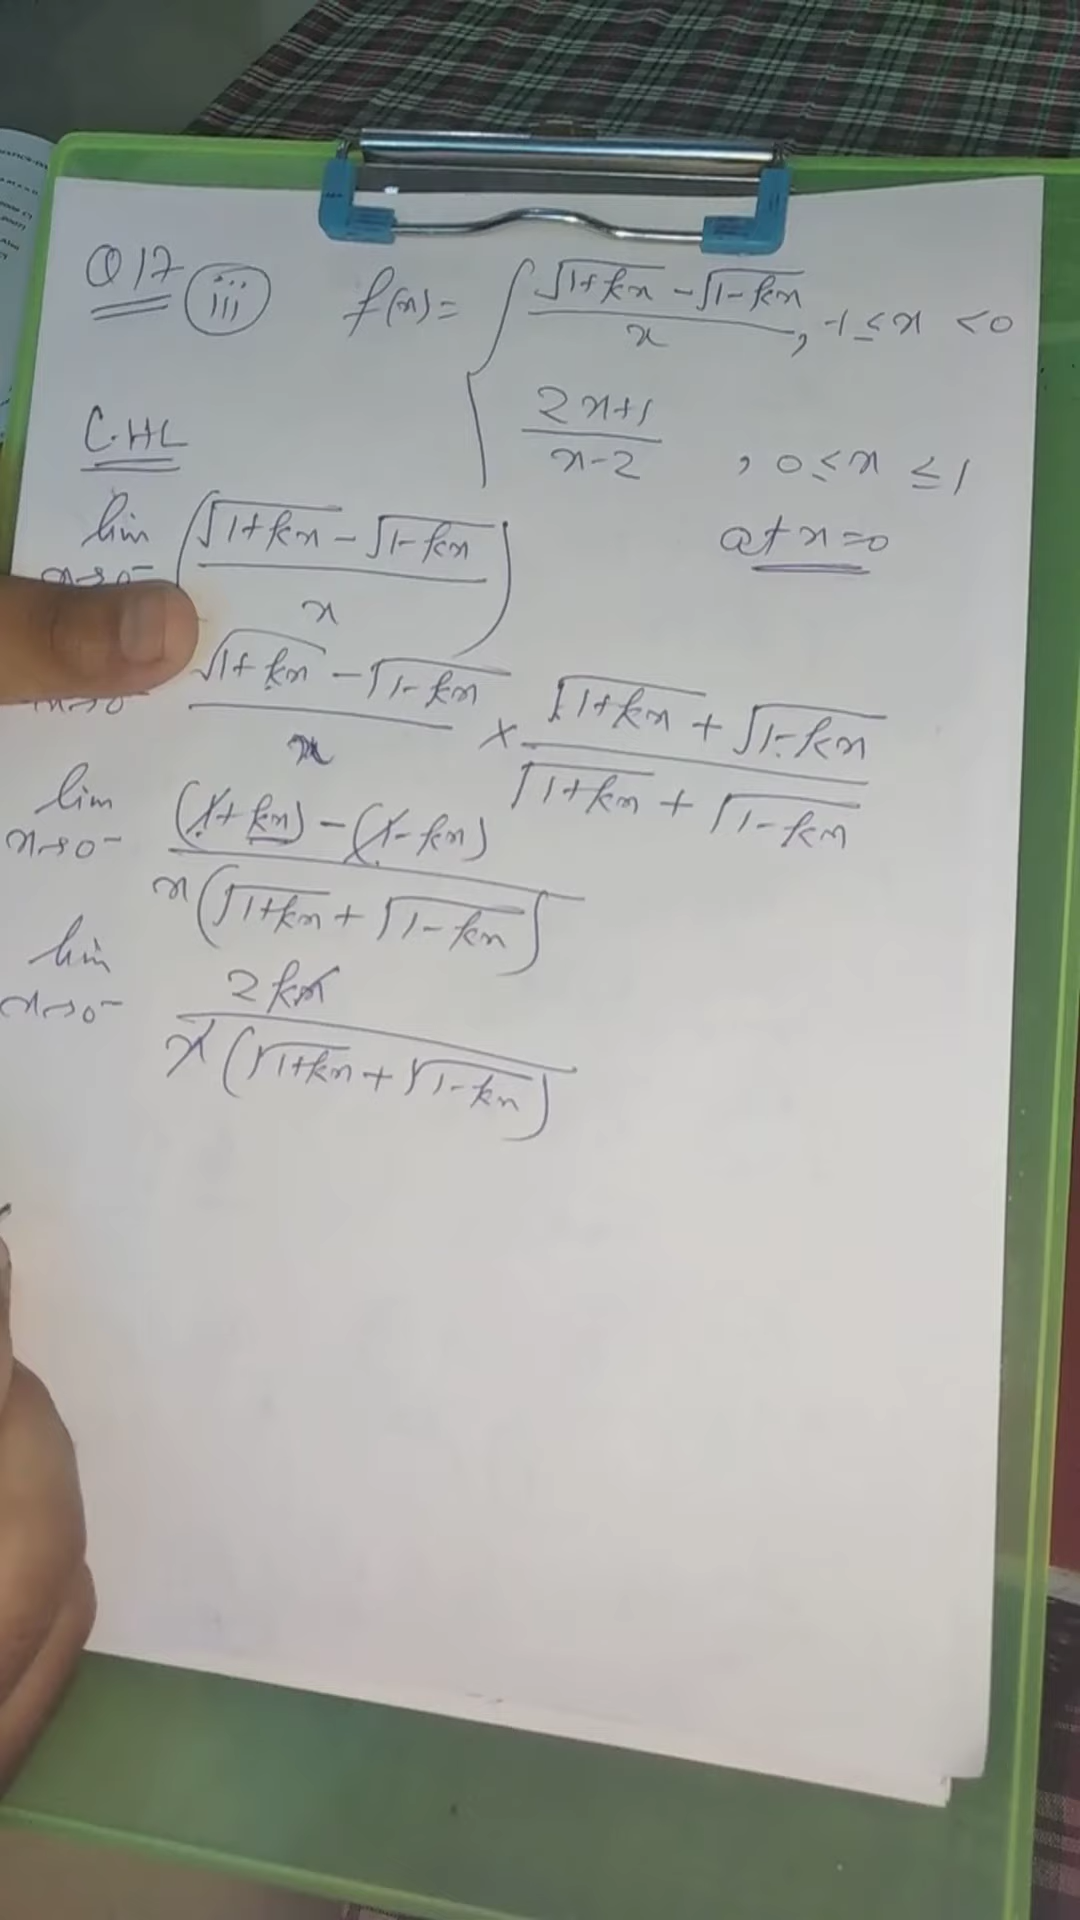 Q17 (iii) f(x) = { (√1+kx - √1-kx)/x , -1 ≤ x < 0
(2x+1)/(x-2) , 0 ≤ x ≤ 1
C.HL
at x=0
lim x→0⁻ ((√1+kx - √1-kx)/x)
x→0⁻ (√1+kx - √1-kx)/x × (√1+kx + √1-kx)/(√1+kx + √1-kx)
lim x→0⁻ ((1+kx) - (1-kx))/(x(√1+kx + √1-kx))
lim x→0⁻ 2kx/(x(√1+kx + √1-kx))